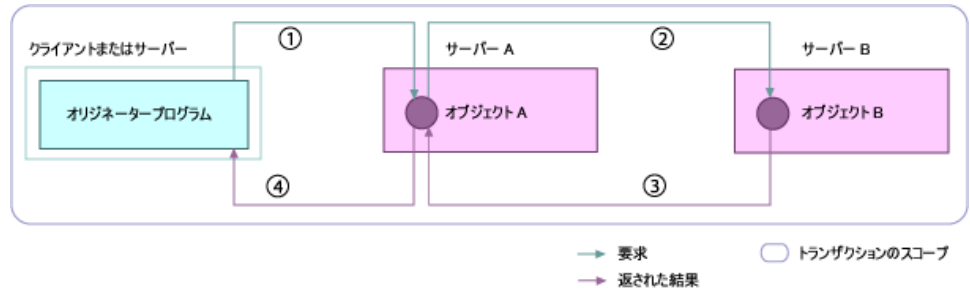 クライアントまたはサーバー
①
サーバー A
②
サーバー B
オリジネータープログラム
オブジェクト A
オブジェクト B
④
③
要求
トランザクションのスコープ
返された結果